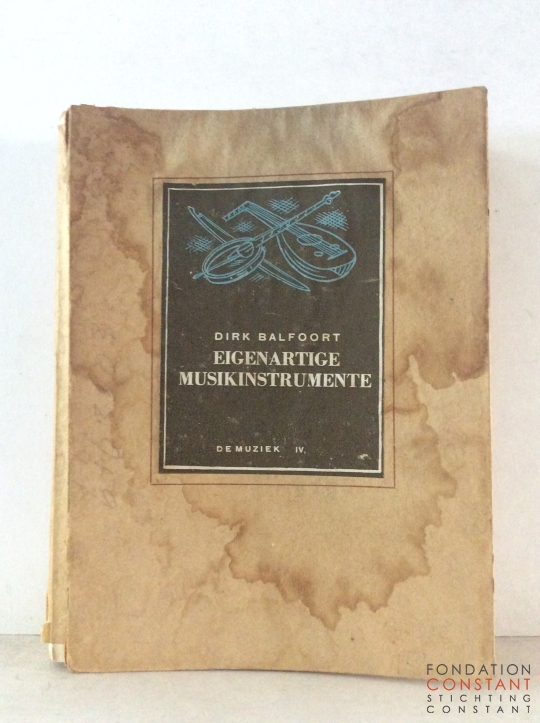 DIRK BALFOORT
EIGENARTIGE
MUSIKINSTRUMENTE
DE MUZIEK IV.
FONDATION
CONSTANT
STICHTING
CONSTANT